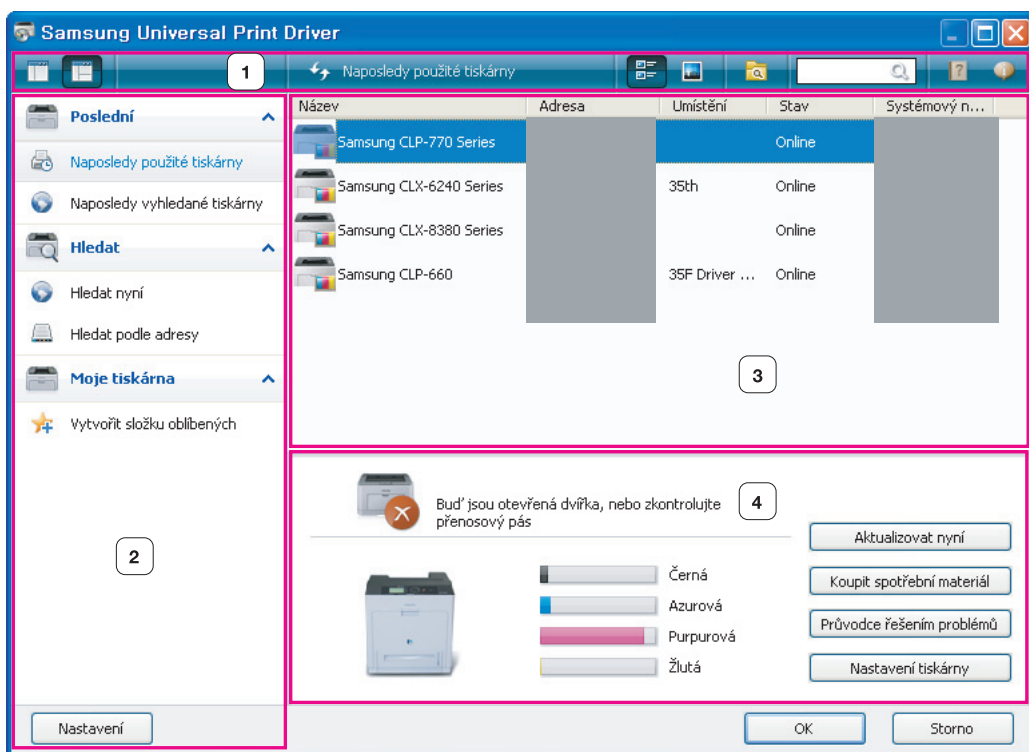 Samsung Universal Print Driver
1
Naposledy použité tiskárny
?
Poslední
Naposledy použité tiskárny
Naposledy vyhledané tiskárny
Hledat
Hledat nyní
Hledat podle adresy
Moje tiskárna
Vytvořit složku oblíbených
2
Nastavení
Název Adresa Umístění Stav Systémový n...
Samsung CLP-770 Series Online
Samsung CLX-6240 Series 35th Online
Samsung CLX-8380 Series Online
Samsung CLP-660 35F Driver ... Online
3
Buď jsou otevřená dvířka, nebo zkontrolujte
přenosový pás
4
Černá
Azurová
Purpurová
Žlutá
Aktualizovat nyní
Koupit spotřební materiál
Průvodce řešením problémů
Nastavení tiskárny
OK
Storno